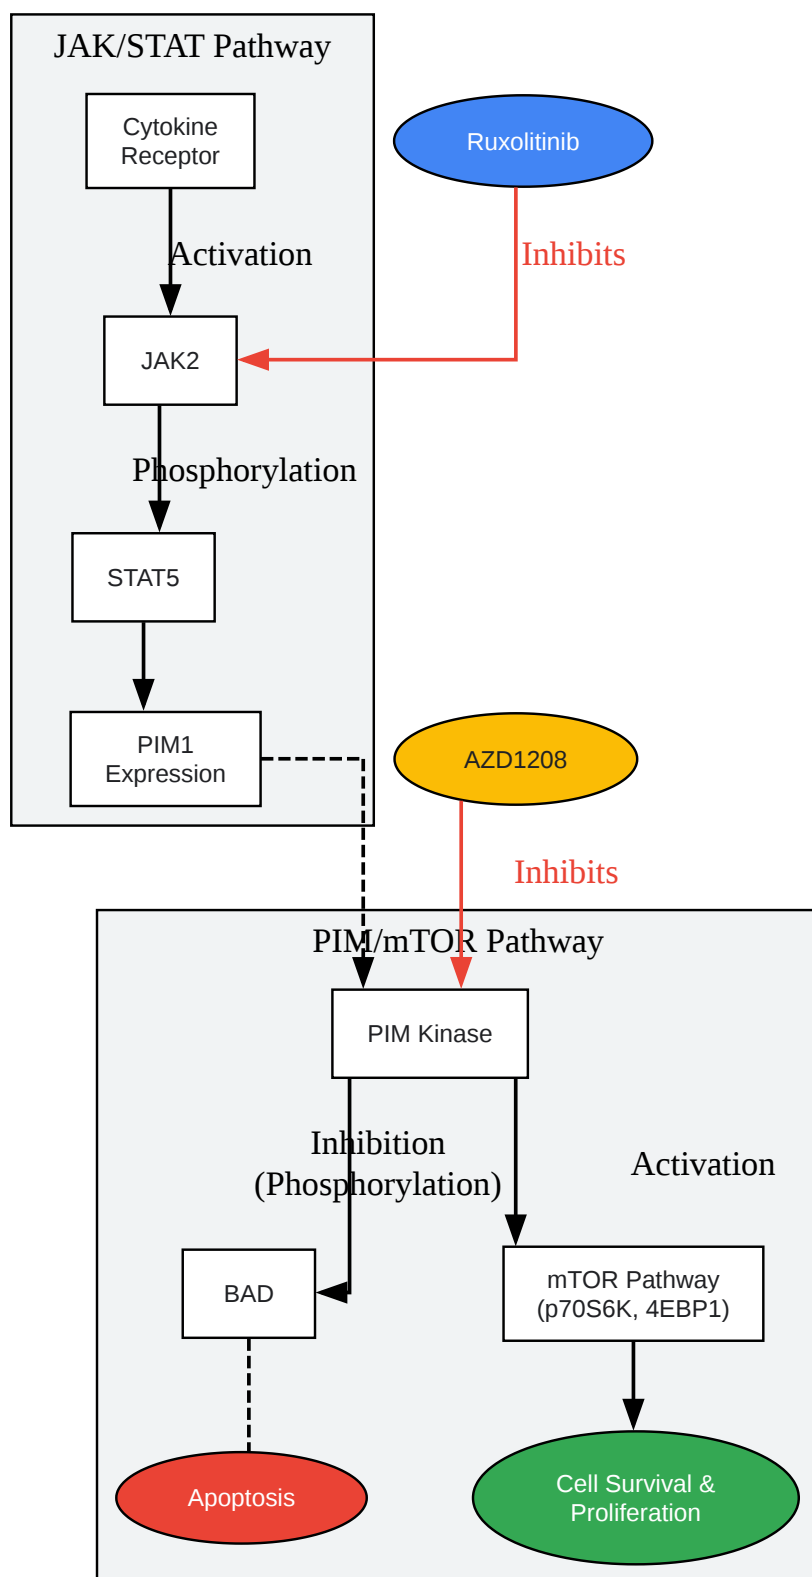 JAK/STAT Pathway
Cytokine
Receptor
Ruxolitinib
Activation
Inhibits
JAK2
Phosphorylation
STAT5
PIM1
Expression
AZD1208
Inhibits
PIM/mTOR Pathway
PIM Kinase
Inhibition
(Phosphorylation)
Activation
BAD
mTOR Pathway
(p70S6K, 4EBP1)
Apoptosis
Cell Survival &
Proliferation